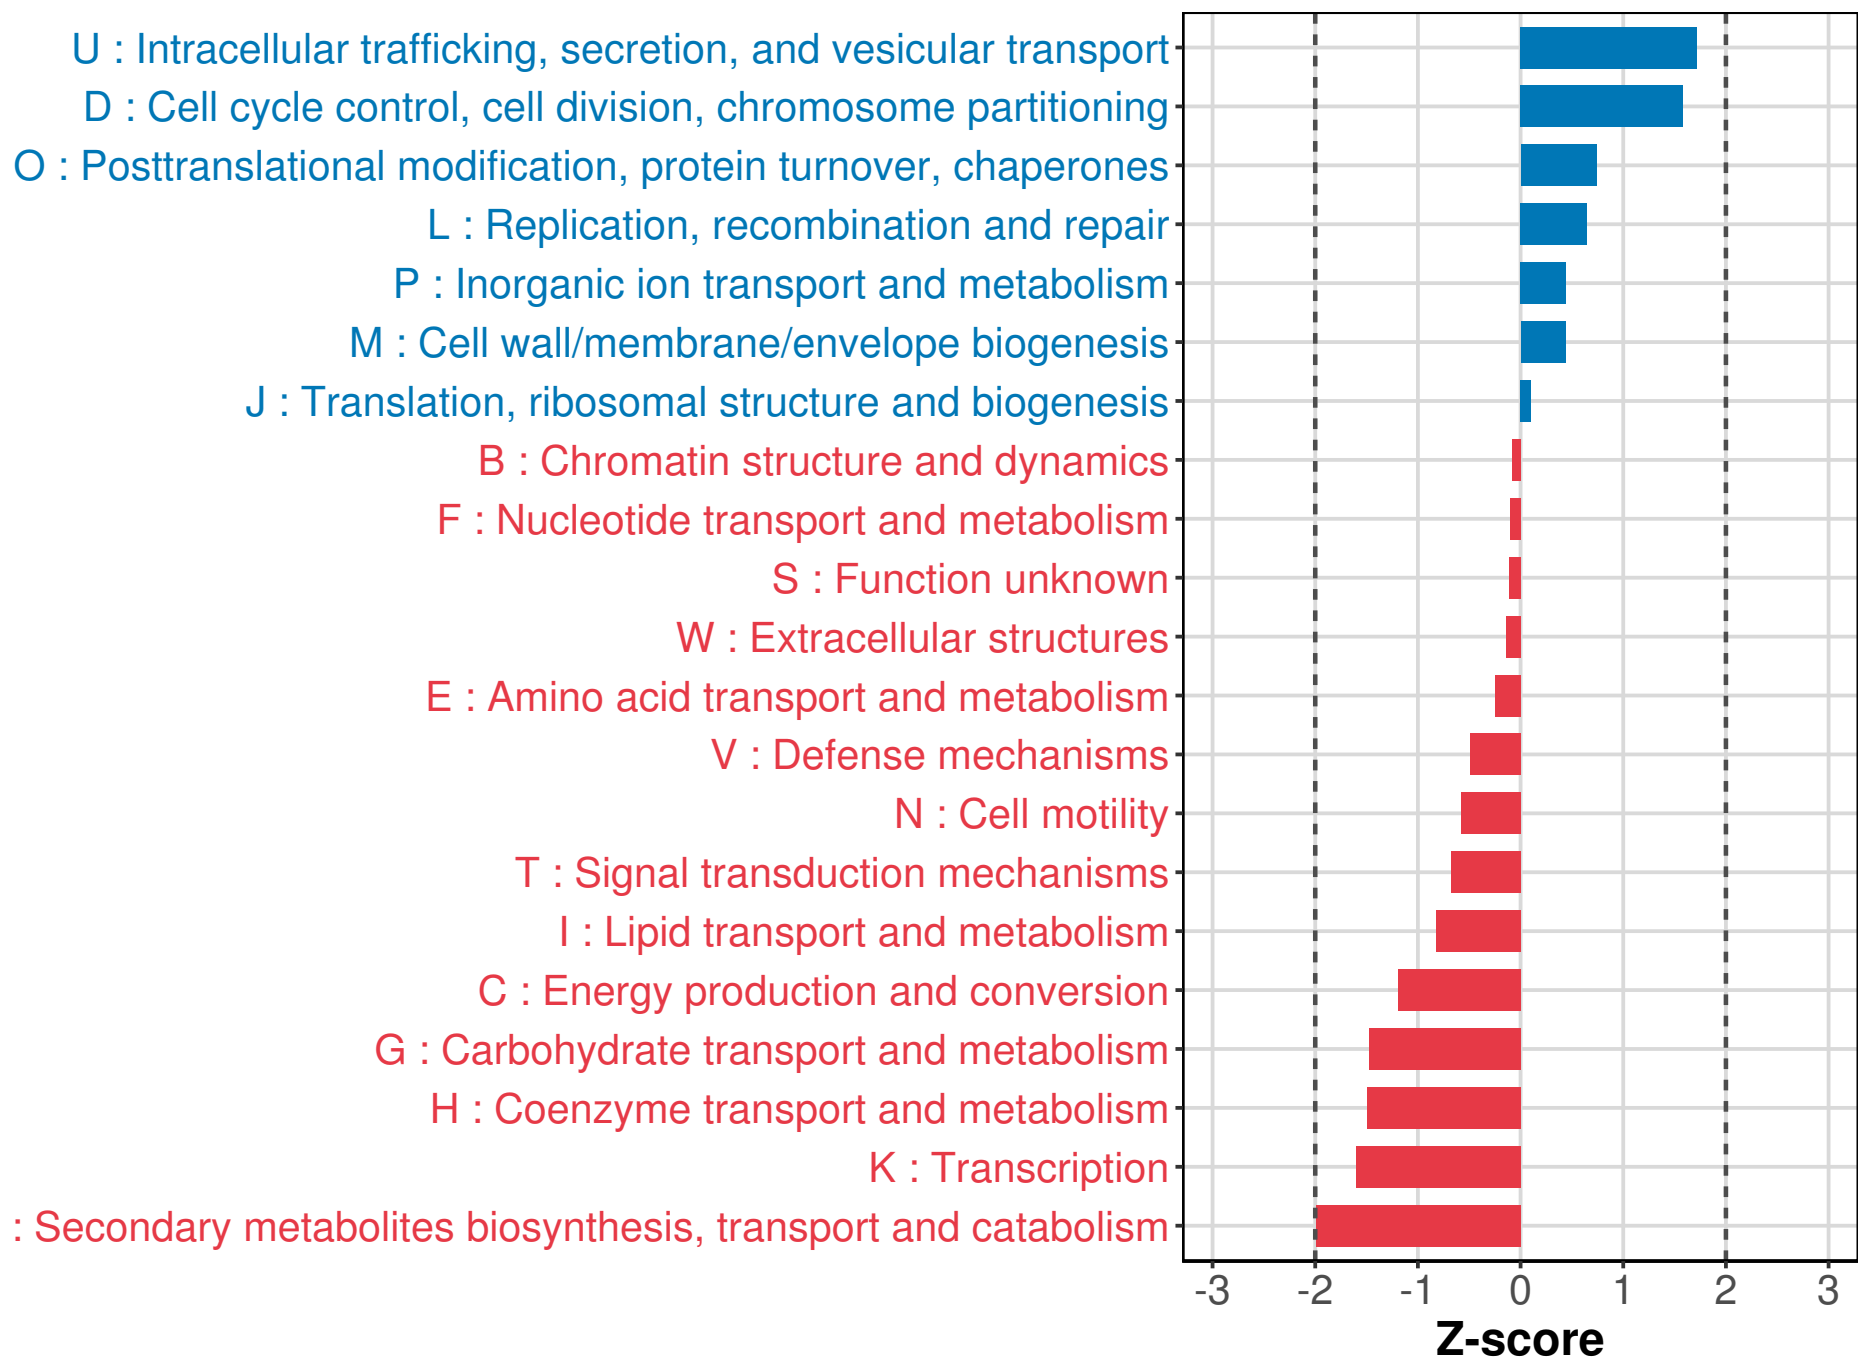 U : Intracellular trafficking, secretion, and vesicular transport
D : Cell cycle control, cell division, chromosome partitioning
O : Posttranslational modification, protein turnover, chaperones
L : Replication, recombination and repair
P : Inorganic ion transport and metabolism
M : Cell wall/membrane/envelope biogenesis
J : Translation, ribosomal structure and biogenesis
B : Chromatin structure and dynamics
F : Nucleotide transport and metabolism
S : Function unknown
W : Extracellular structures
E : Amino acid transport and metabolism
V : Defense mechanisms
N : Cell motility
T : Signal transduction mechanisms
I : Lipid transport and metabolism
C : Energy production and conversion
G : Carbohydrate transport and metabolism
H : Coenzyme transport and metabolism
K : Transcription
: Secondary metabolites biosynthesis, transport and catabolism
-3 -2 -1 0 1 2 3
Z-score